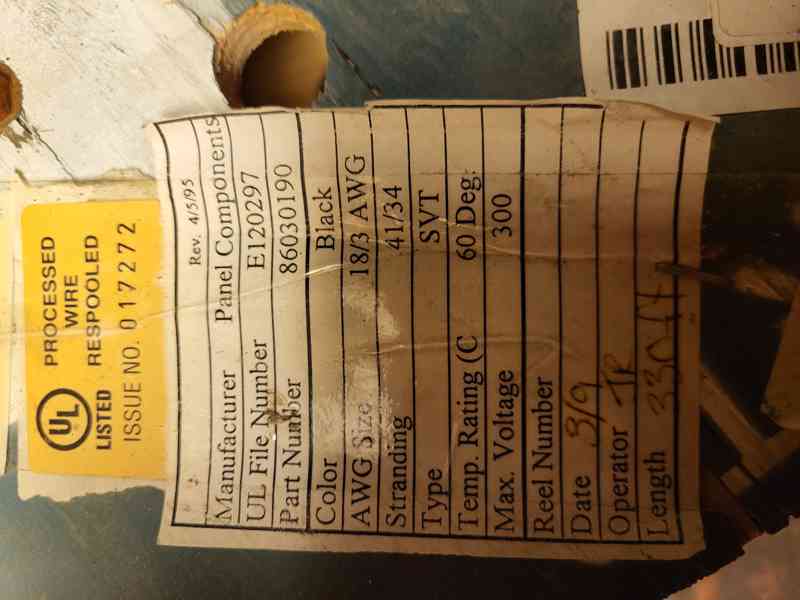 PROCESSED
WIRE
RESPOOLED
UL
LISTED
ISSUE NO. 017272
Rev. 4/5/95
Manufacturer Panel Components
UL File Number E120297
Part Number 86030190
Color Black
AWG Size 18/3 AWG
Stranding 41/34
Type SVT
Temp. Rating (C 60 Deg.
Max. Voltage 300
Reel Number
Date 3/9
Operator TR
Length 330ft